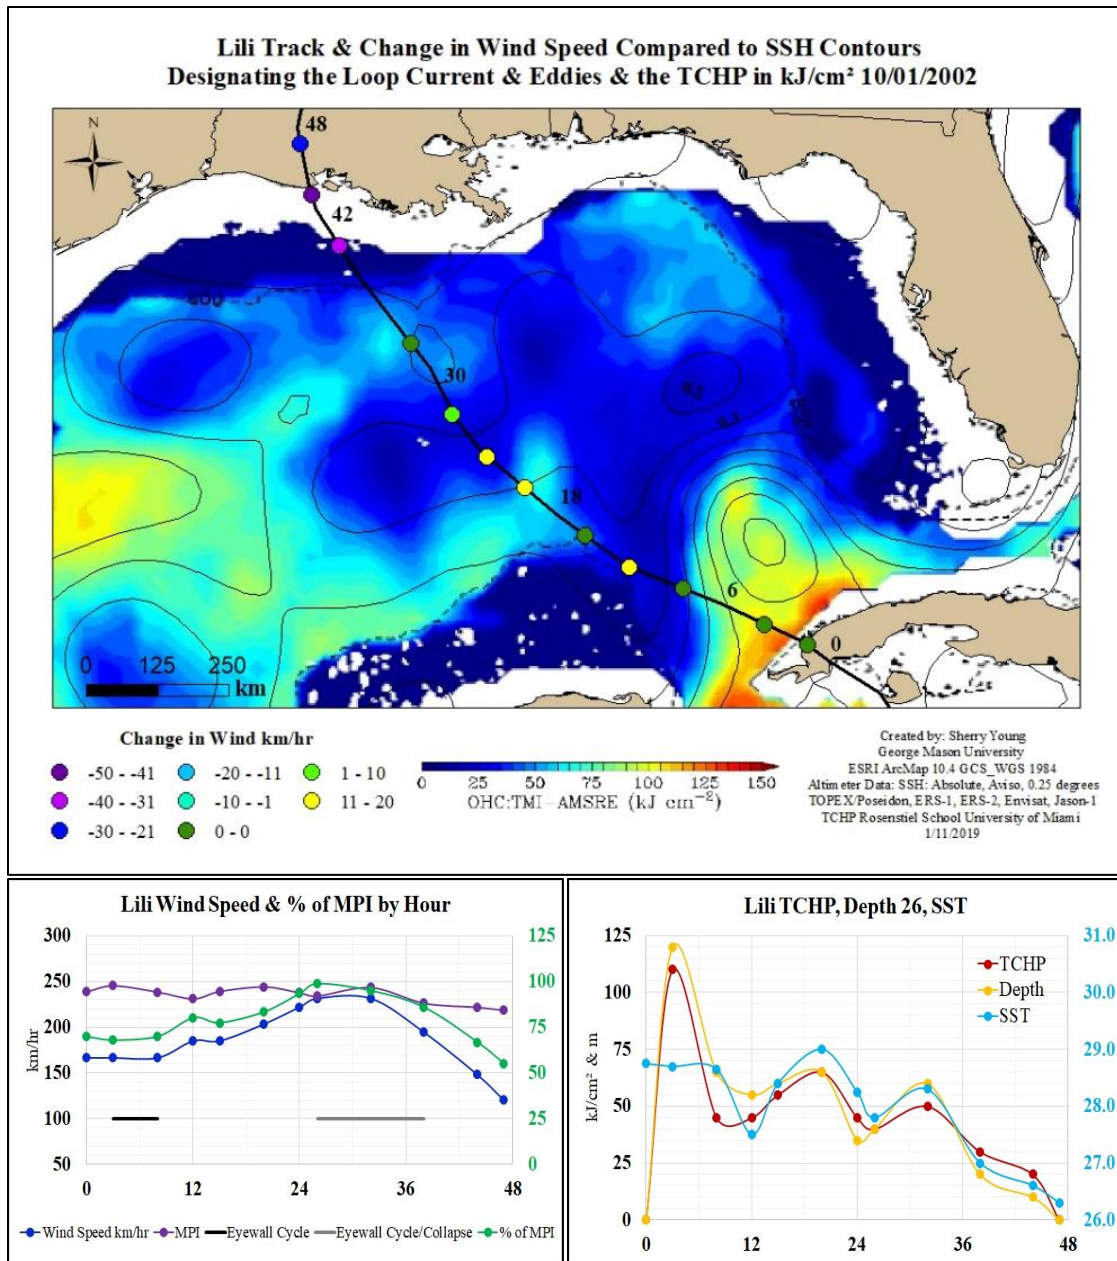 Lili Track & Change in Wind Speed Compared to SSH Contours
Designating the Loop Current & Eddies & the TCHP in kJ/cm² 10/01/2002
N
48
42
800
30
0.2
0.3
800
18
6
0
0 125 250
km
Change in Wind km/hr
-50 - -41 -20 - -11 1 - 10
-40 - -31 -10 - -1 11 - 20
-30 - -21 0 - 0
0 25 50 75 100 125 150
OHC:TMI-AMSRE (kJ cm⁻²)
Created by: Sherry Young
George Mason University
ESRI ArcMap 10.4 GCS_WGS 1984
Altimeter Data: SSH: Absolute, Aviso, 0.25 degrees
TOPEX/Poseidon, ERS-1, ERS-2, Envisat, Jason-1
TCHP Rosenstiel School University of Miami
1/11/2019
Lili Wind Speed & % of MPI by Hour
300 125
250 100
200 75
150 50
100 25
50 0
km/hr
0 12 24 36 48
Wind Speed km/hr MPI Eyewall Cycle Eyewall Cycle/Collapse % of MPI
Lili TCHP, Depth 26, SST
125 31.0
100 30.0
75 29.0
50 28.0
25 27.0
0 26.0
kJ/cm² & m
TCHP
Depth
SST
0 12 24 36 48